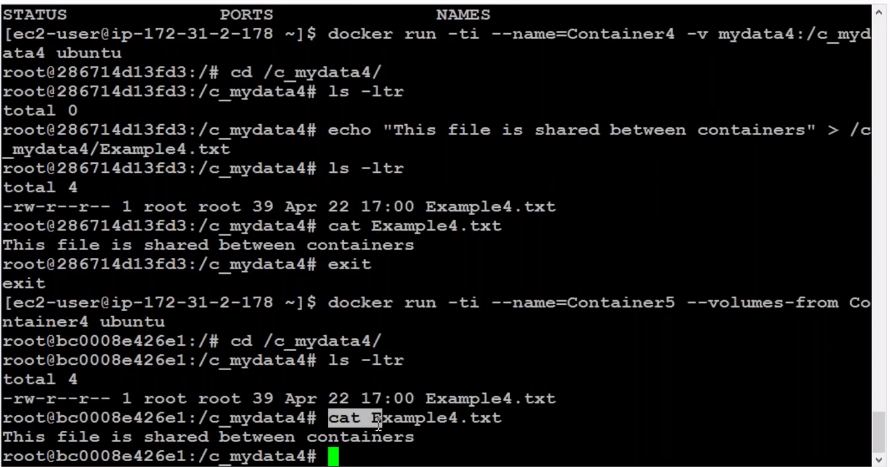 STATUS PORTS NAMES
[ec2-user@ip-172-31-2-178 ~]$ docker run -ti --name=Container4 -v mydata4:/c_myd
ata4 ubuntu
root@286714d13fd3:/# cd /c_mydata4/
root@286714d13fd3:/c_mydata4# ls -ltr
total 0
root@286714d13fd3:/c_mydata4# echo "This file is shared between containers" > /c
_mydata4/Example4.txt
root@286714d13fd3:/c_mydata4# ls -ltr
total 4
-rw-r--r-- 1 root root 39 Apr 22 17:00 Example4.txt
root@286714d13fd3:/c_mydata4# cat Example4.txt
This file is shared between containers
root@286714d13fd3:/c_mydata4# exit
exit
[ec2-user@ip-172-31-2-178 ~]$ docker run -ti --name=Container5 --volumes-from Co
ntainer4 ubuntu
root@bc0008e426e1:/# cd /c_mydata4/
root@bc0008e426e1:/c_mydata4# ls -ltr
total 4
-rw-r--r-- 1 root root 39 Apr 22 17:00 Example4.txt
root@bc0008e426e1:/c_mydata4# cat Example4.txt
This file is shared between containers
root@bc0008e426e1:/c_mydata4#